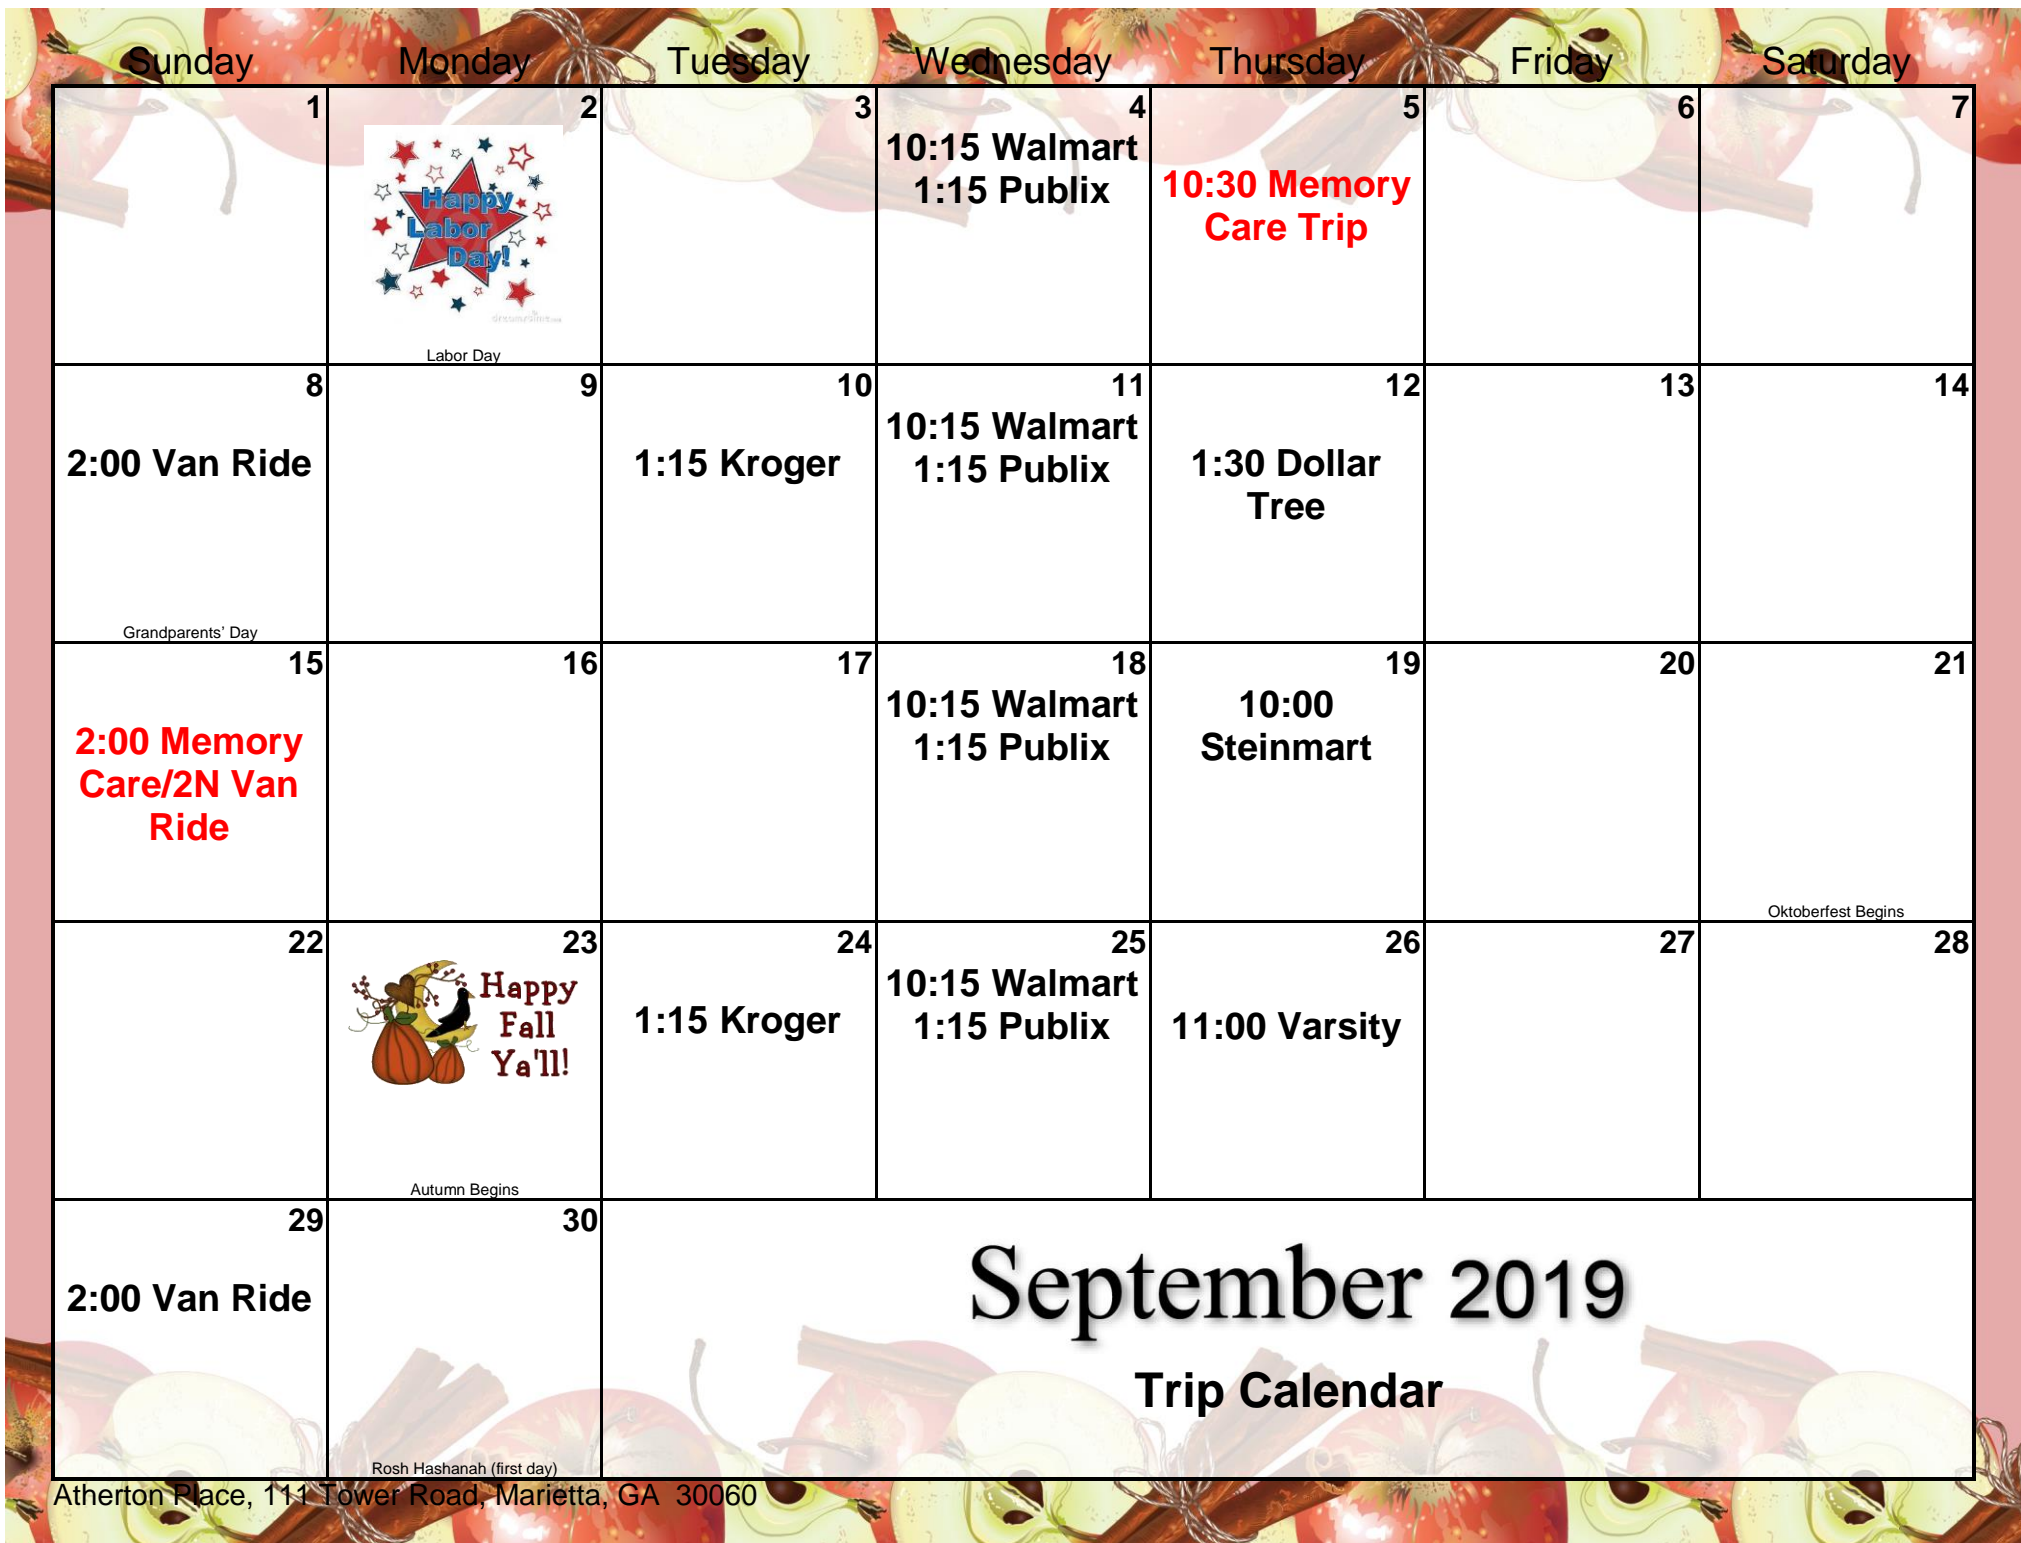 Sunday Monday Tuesday Wednesday Thursday Friday Saturday
1
2
Happy
Labor
Day!
Labor Day
3
4
10:15 Walmart
1:15 Publix
5
10:30 Memory
Care Trip
6
7
8
2:00 Van Ride
Grandparents’ Day
9
10
1:15 Kroger
11
10:15 Walmart
1:15 Publix
12
1:30 Dollar
Tree
13
14
15
2:00 Memory
Care/2N Van
Ride
16
17
18
10:15 Walmart
1:15 Publix
19
10:00
Steinmart
20
21
Oktoberfest Begins
22
23
Happy
Fall
Ya'll!
Autumn Begins
24
1:15 Kroger
25
10:15 Walmart
1:15 Publix
26
11:00 Varsity
27
28
29
2:00 Van Ride
30
Rosh Hashanah (first day)
September 2019
Trip Calendar
Atherton Place, 111 Tower Road, Marietta, GA  30060